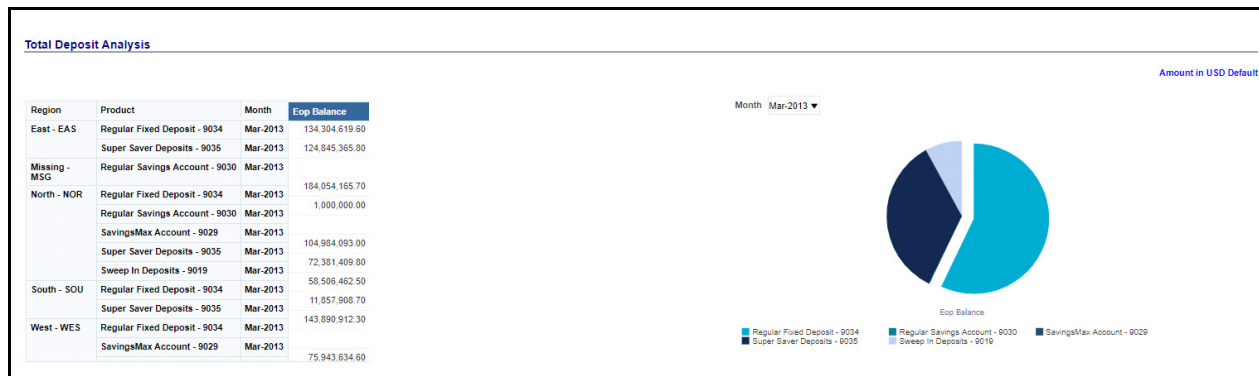 Total Deposit Analysis
Amount in USD Default
Region Product Month Eop Balance
East - EAS Regular Fixed Deposit - 9034 Mar-2013 134,304,619.60
Super Saver Deposits - 9035 Mar-2013 124,845,365.80
Missing - MSG Regular Savings Account - 9030 Mar-2013
184,054,165.70
North - NOR Regular Fixed Deposit - 9034 Mar-2013
1,000,000.00
Regular Savings Account - 9030 Mar-2013
SavingsMax Account - 9029 Mar-2013
104,984,093.00
Super Saver Deposits - 9035 Mar-2013
72,381,409.80
Sweep In Deposits - 9019 Mar-2013
58,506,462.50
South - SOU Regular Fixed Deposit - 9034 Mar-2013
11,857,908.70
Super Saver Deposits - 9035 Mar-2013
143,890,912.30
West - WES Regular Fixed Deposit - 9034 Mar-2013
SavingsMax Account - 9029 Mar-2013
75,943,634.60
Month Mar-2013
Eop Balance
Regular Fixed Deposit - 9034 Regular Savings Account - 9030 SavingsMax Account - 9029
Super Saver Deposits - 9035 Sweep In Deposits - 9019